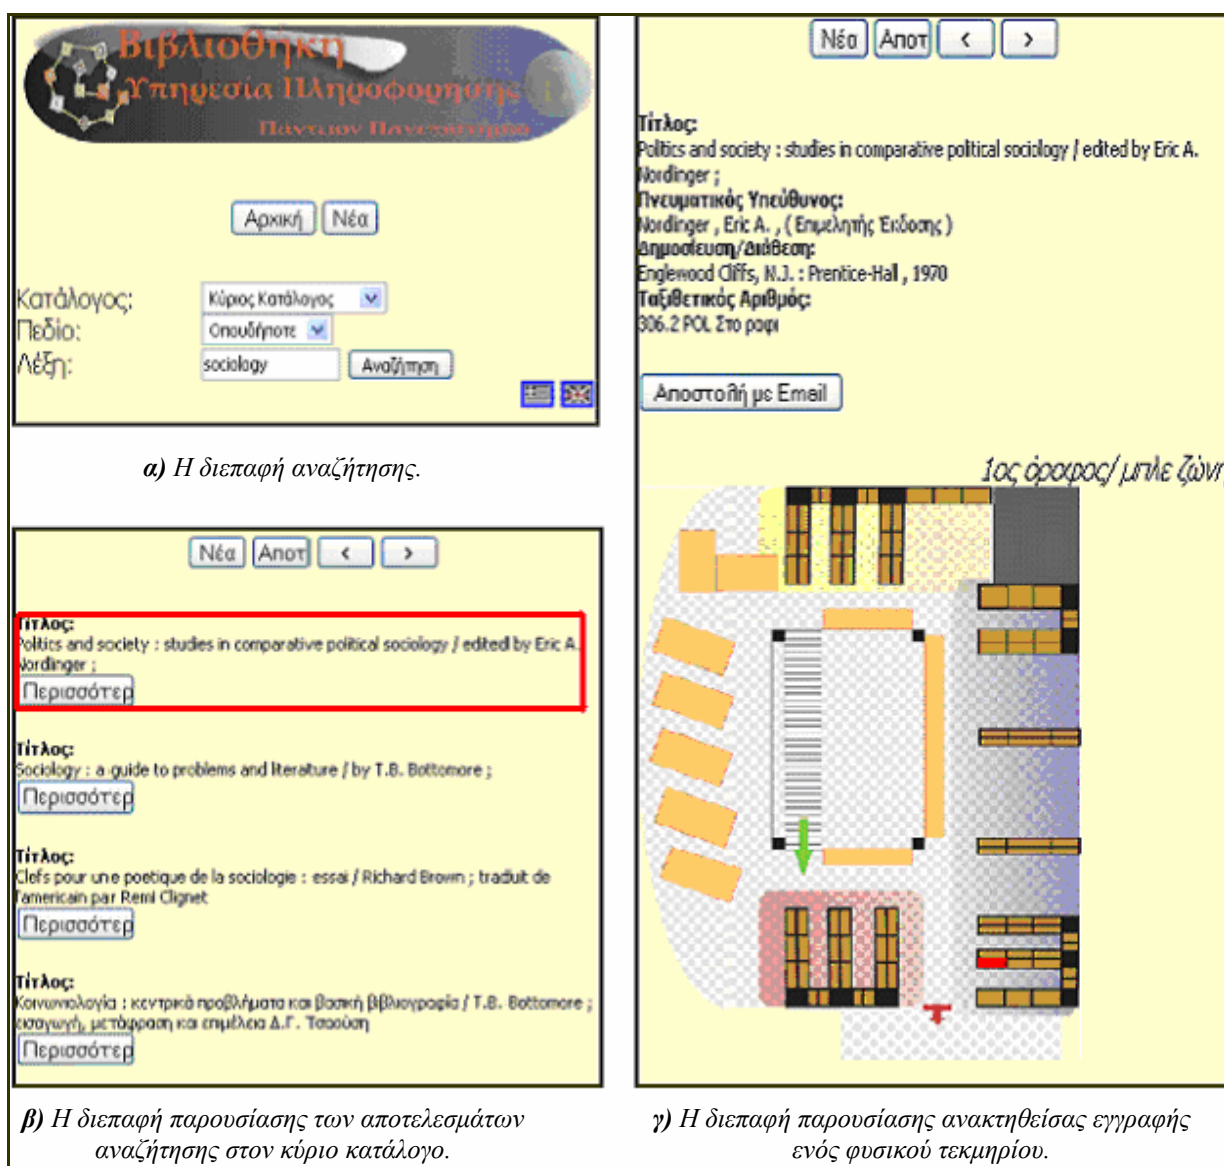 Βιβλιοθήκη
Υπηρεσία Πληροφορησης
Πάντειον Πανεπιστήμιο
Αρχική Νέα
Κατάλογος: Κύριος Κατάλογος
Πεδίο: Οπουδήποτε
Λέξη: sociology Αναζήτηση
α) Η διεπαφή αναζήτησης.
Νέα Αποτ < >
Τίτλος:
Politics and society : studies in comparative political sociology / edited by Eric A.
Nordinger ;
Περισσότερ
Τίτλος:
Sociology : a guide to problems and literature / by T.B. Bottomore ;
Περισσότερ
Τίτλος:
Clefs pour une poetique de la sociologie : essai / Richard Brown ; traduit de
l'americain par Remi Clignet
Περισσότερ
Τίτλος:
Κοινωνιολογία : κεντρικά προβλήματα και βασική βιβλιογραφία / T.B. Bottomore ;
εισαγωγή, μετάφραση και επιμέλεια Δ.Γ. Τσαούση
Περισσότερ
β) Η διεπαφή παρουσίασης των αποτελεσμάτων
αναζήτησης στον κύριο κατάλογο.
Νέα Αποτ < >
Τίτλος:
Politics and society : studies in comparative political sociology / edited by Eric A.
Nordinger ;
Πνευματικός Υπεύθυνος:
Nordinger , Eric A. , ( Επιμελητής Έκδοσης )
Δημοσίευση/Διάθεση:
Englewood Cliffs, N.J. : Prentice-Hall , 1970
Ταξιθετικός Αριθμός:
306.2 POL Στο ραφι
Αποστολή με Email
1ος όροφος/ μπλε ζώνη
γ) Η διεπαφή παρουσίασης ανακτηθείσας εγγραφής
ενός φυσικού τεκμηρίου.